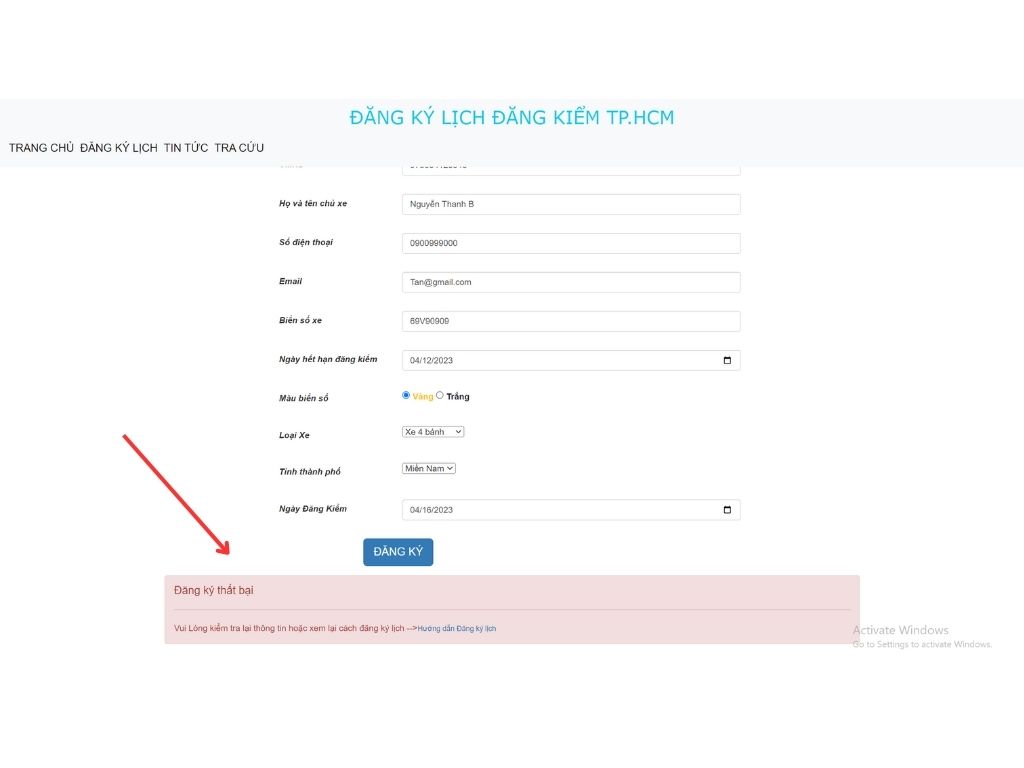 ĐĂNG KÝ LỊCH ĐĂNG KIỂM TP.HCM
TRANG CHỦ ĐĂNG KÝ LỊCH TIN TỨC TRA CỨU
Họ và tên chủ xe Nguyễn Thanh B
Số điện thoại 0900999000
Email Tan@gmail.com
Biển số xe 69V90909
Ngày hết hạn đăng kiểm 04/12/2023
Màu biển số Vàng Trắng
Loại Xe Xe 4 bánh
Tỉnh thành phố Miền Nam
Ngày Đăng Kiểm 04/16/2023
ĐĂNG KÝ
Đăng ký thất bại
Vui Lòng kiểm tra lại thông tin hoặc xem lại cách đăng ký lịch -->Hướng dẫn Đăng ký lịch
Activate Windows
Go to Settings to activate Windows.